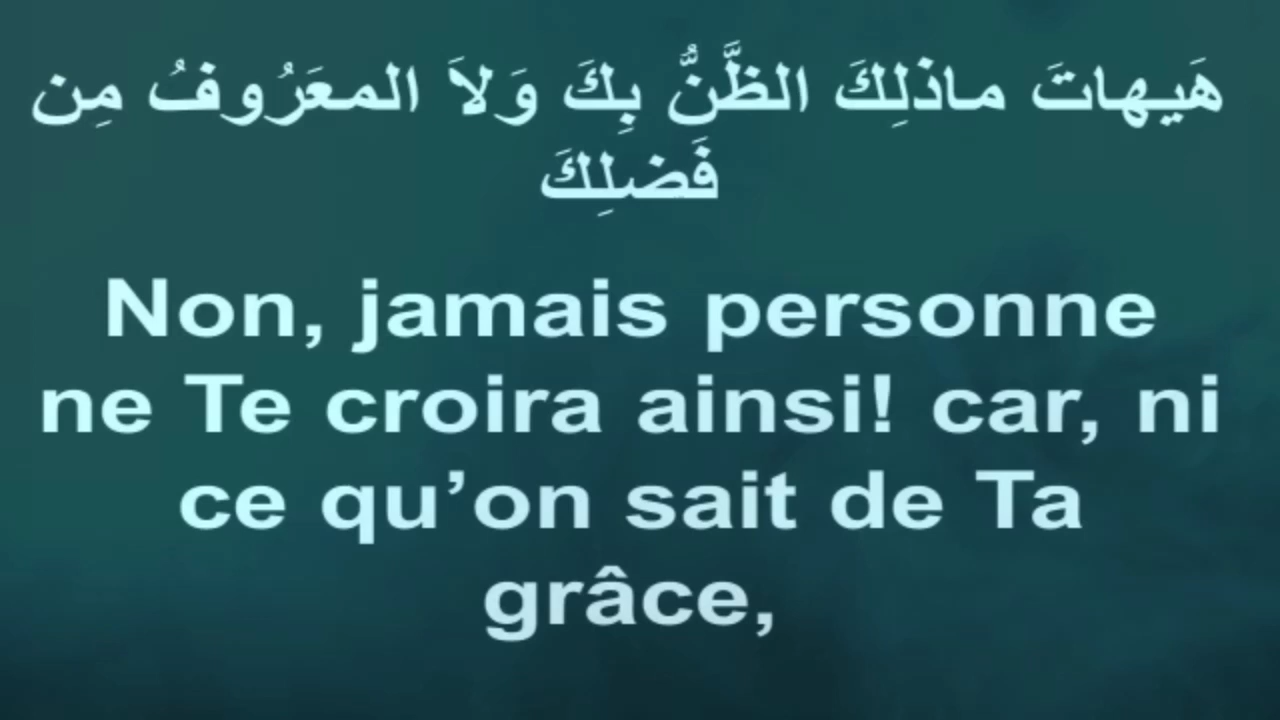 هَيهاتَ ماذلِكَ الظَّنُّ بِكَ وَلاَ المعَرُوفُ مِن
فَضلِكَ
Non, jamais personne
ne Te croira ainsi! car, ni
ce qu’on sait de Ta
grâce,